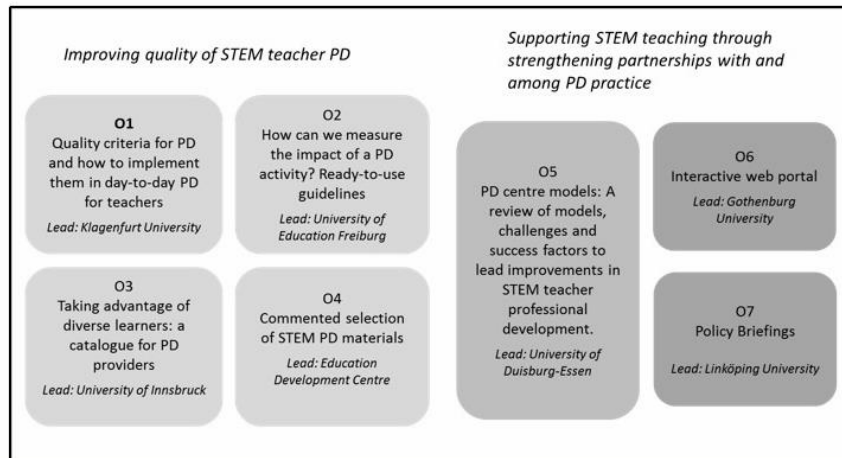 Improving quality of STEM teacher PD
O1
Quality criteria for PD
and how to implement
them in day-to-day PD
for teachers
Lead: Klagenfurt University
O2
How can we measure
the impact of a PD
activity? Ready-to-use
guidelines
Lead: University of
Education Freiburg
O3
Taking advantage of
diverse learners: a
catalogue for PD
providers
Lead: University of Innsbruck
O4
Commented selection
of STEM PD materials
Lead: Education
Development Centre
Supporting STEM teaching through
strengthening partnerships with and
among PD practice
O5
PD centre models: A
review of models,
challenges and
success factors to
lead improvements in
STEM teacher
professional
development.
Lead: University of
Duisburg-Essen
O6
Interactive web portal
Lead: Gothenburg
University
O7
Policy Briefings
Lead: Linköping University